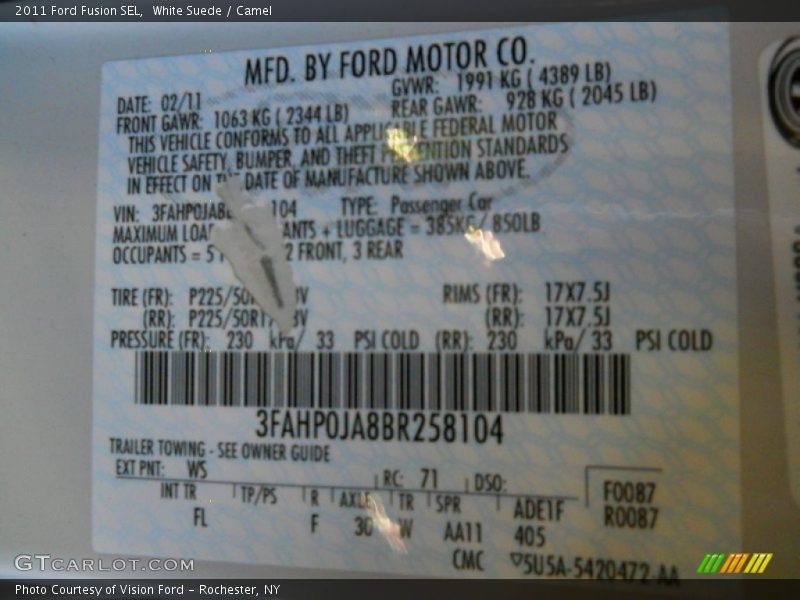 2011 Ford Fusion SEL, White Suede / Camel
MFD. BY FORD MOTOR CO.
DATE: 02/11 GVWR: 1991 KG ( 4389 LB)
FRONT GAWR: 1063 KG ( 2344 LB) REAR GAWR: 928 KG ( 2045 LB)
THIS VEHICLE CONFORMS TO ALL APPLICABLE FEDERAL MOTOR
VEHICLE SAFETY, BUMPER, AND THEFT PREVENTION STANDARDS
IN EFFECT ON THE DATE OF MANUFACTURE SHOWN ABOVE.
VIN: 3FAHP0JA8 104 TYPE: Passenger Car
MAXIMUM LOA ANTS + LUGGAGE = 385KG/ 850LB
OCCUPANTS = 5 2 FRONT, 3 REAR
TIRE (FR): P225/50 V RIMS (FR): 17X7.5J
(RR): P225/50R17 V (RR): 17X7.5J
PRESSURE (FR): 230 kPa/ 33 PSI COLD (RR): 230 kPa/ 33 PSI COLD
3FAHP0JA8BR258104
TRAILER TOWING - SEE OWNER GUIDE
EXT PNT: WS RC: 71 DSO: F0087
INT TR TP/PS R AXLE TR SPR ADE1F R0087
FL F 30 W AA11 405
CMC ▽5U5A-5420472-AA
GTCARLOT.COM
Photo Courtesy of Vision Ford - Rochester, NY